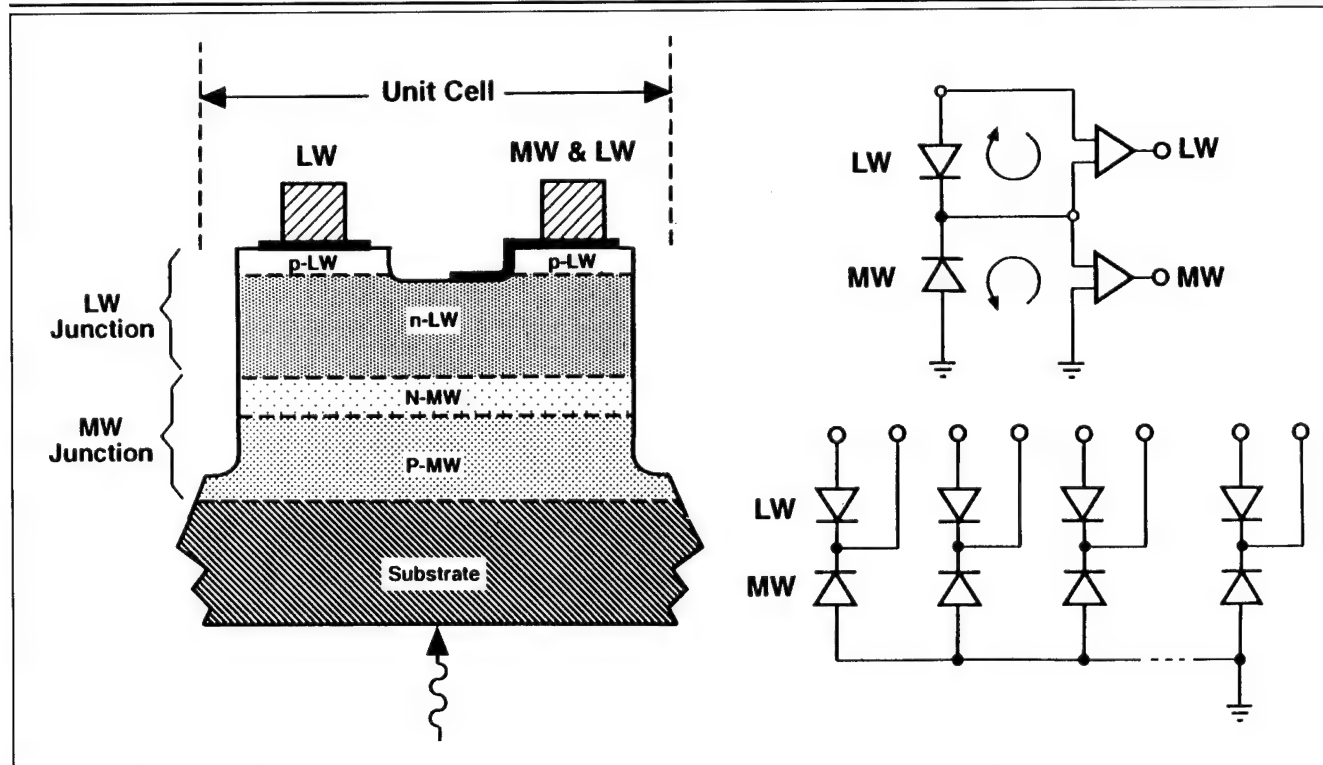 Unit Cell
LW
MW & LW
p-LW
p-LW
LW
Junction
n-LW
N-MW
MW
Junction
P-MW
Substrate
LW
LW
MW
MW
LW
MW